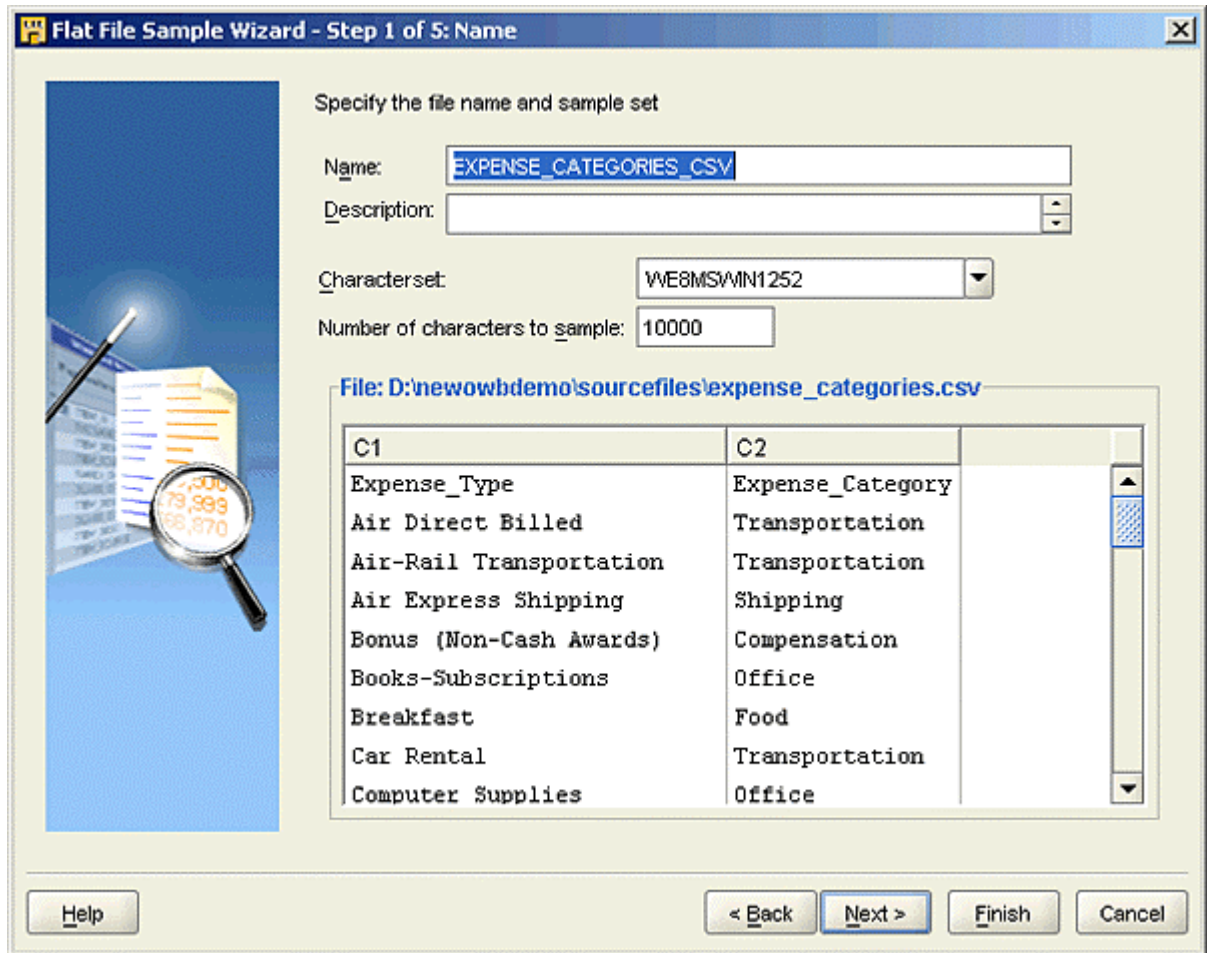 Flat File Sample Wizard - Step 1 of 5: Name
Specify the file name and sample set
Name: EXPENSE_CATEGORIES_CSV
Description:
Characterset: WE8MSWIN1252
Number of characters to sample: 10000
File: D:\newowbdemo\sourcefiles\expense_categories.csv
C1 C2
Expense_Type Expense_Category
Air Direct Billed Transportation
Air-Rail Transportation Transportation
Air Express Shipping Shipping
Bonus (Non-Cash Awards) Compensation
Books-Subscriptions Office
Breakfast Food
Car Rental Transportation
Computer Supplies Office
Help < Back Next > Finish Cancel